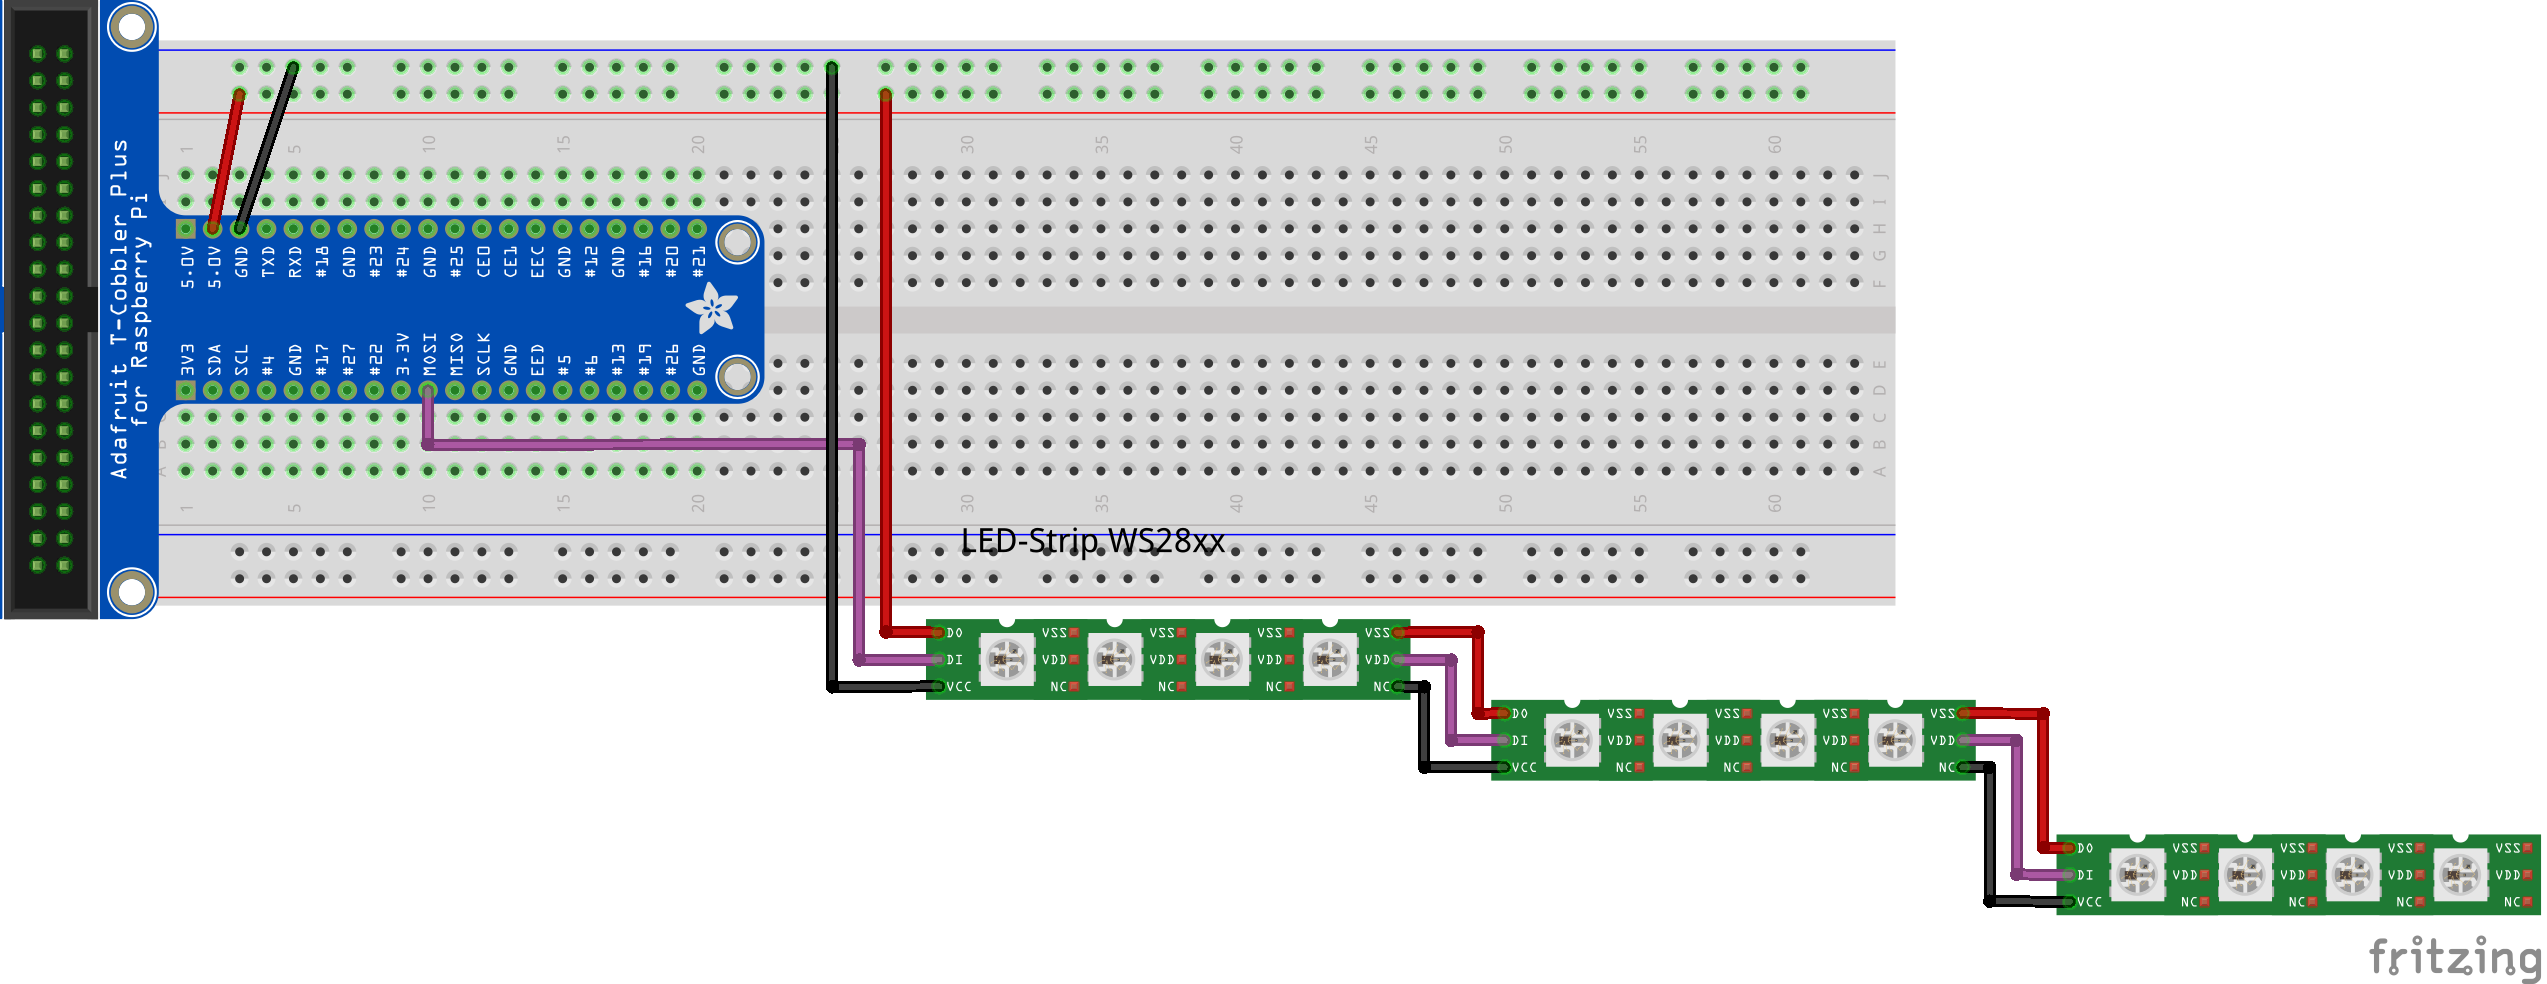 Adafruit T-Cobbler Plus
for Raspberry Pi
1 5 10 15 20 30 35 40 45 50 55 60
J
I
H
G
F
5.0V 5.0V GND TXD RXD #18 GND #23 #24 GND #25 CE0 CE1 EEC GND #12 GND #16 #20 #21
3V3 SDA SCL #4 GND #17 #27 #22 3.3V MOSI MISO SCLK GND EED #5 #6 #13 #19 #26 GND
E
D
C
B B
A A
1 5 10 15 20 30 35 40 45 50 55 60
LED-Strip WS28xx
DO VSS VSS VSS VSS
DI VDD VDD VDD VDD
VCC NC NC NC NC
DO VSS VSS VSS VSS
DI VDD VDD VDD VDD
VCC NC NC NC NC
DO VSS VSS VSS VSS
DI VDD VDD VDD VDD
VCC NC NC NC NC
fritzing